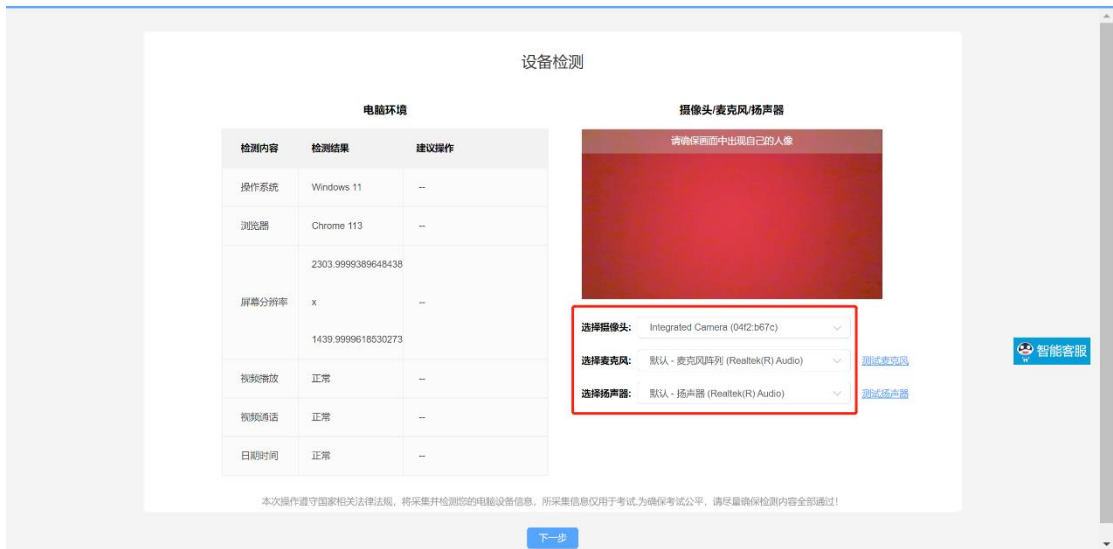 设备检测
电脑环境
检测内容 检测结果 建议操作
操作系统 Windows 11 --
浏览器 Chrome 113 --
屏幕分辨率 2303.9999389648438 --
x
1439.9999618530273
视频播放 正常 --
视频通话 正常 --
日期时间 正常 --
摄像头/麦克风/扬声器
请确保画面中出现自己的人像
选择摄像头: Integrated Camera (04f2:b67c)
选择麦克风: 默认 - 麦克风阵列 (Realtek(R) Audio) 测试麦克风
选择扬声器: 默认 - 扬声器 (Realtek(R) Audio) 测试扬声器
智能客服
本次操作遵守国家相关法律法规，将采集并检测您的电脑设备信息，所采集信息仅用于考试,为确保考试公平，请尽量确保检测内容全部通过！
下一步